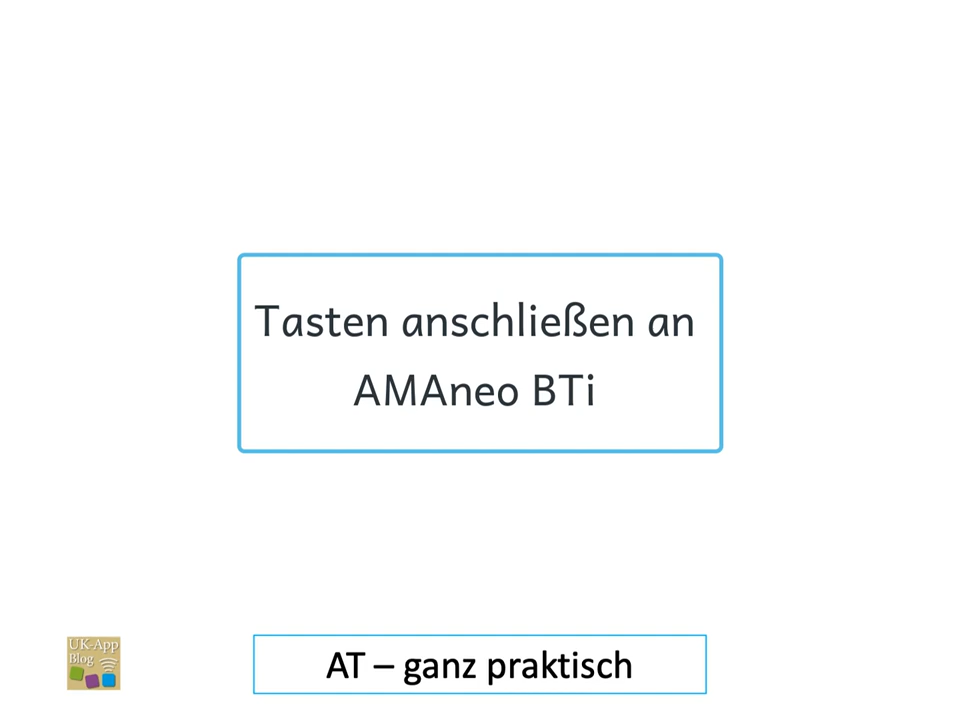 Tasten anschließen an
AMAneo BTi
UK-App
Blog
AT – ganz praktisch